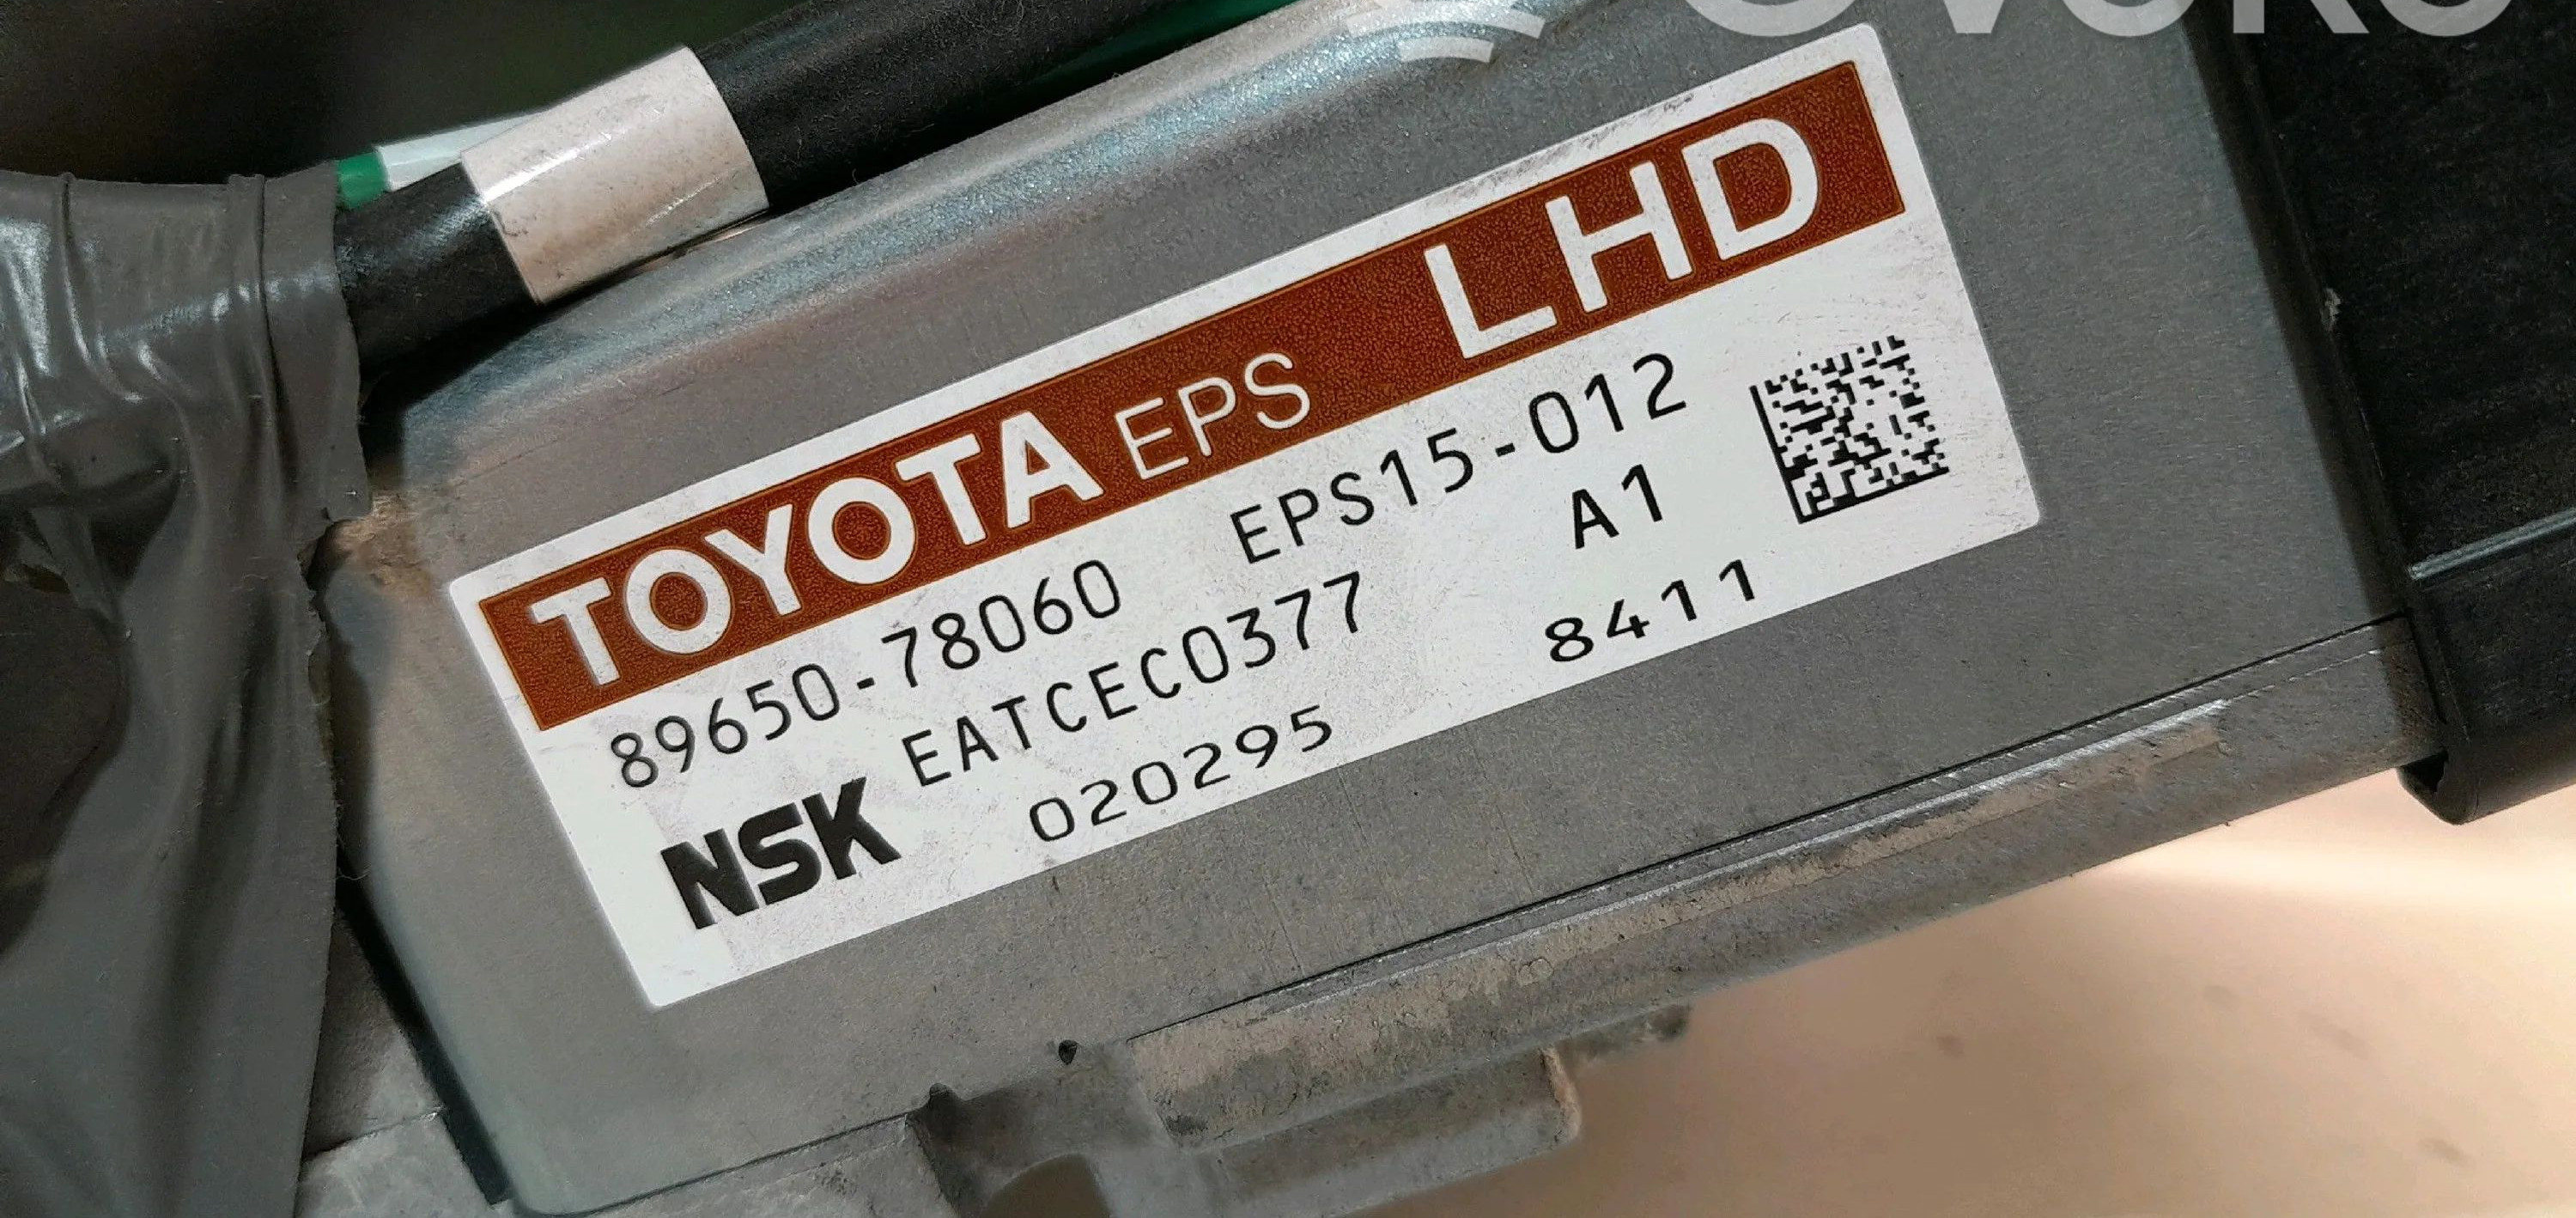 TOYOTA EPS LHD
89650-78060 EPS15-012
EATCEC0377 A1
NSK 020295 8411